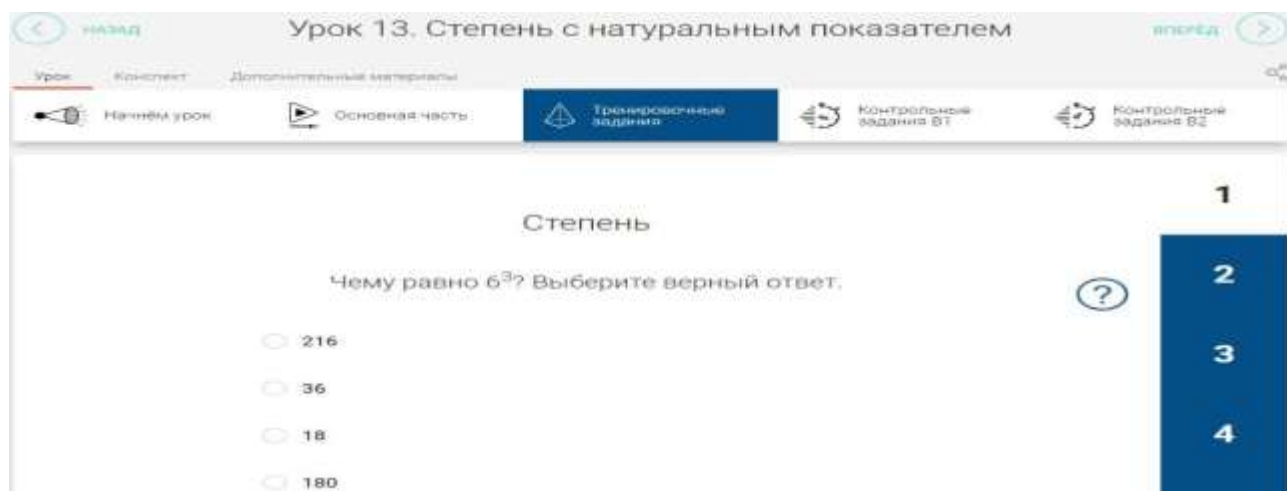 НАЗАД
Урок 13. Степень с натуральным показателем
ВПЕРЁД
Урок
Конспект
Дополнительные материалы
Начнём урок
Основная часть
Тренировочные
задания
Контрольные
задания В1
Контрольные
задания В2
1
Степень
Чему равно 6³? Выберите верный ответ.
?
2
216
3
36
18
4
180